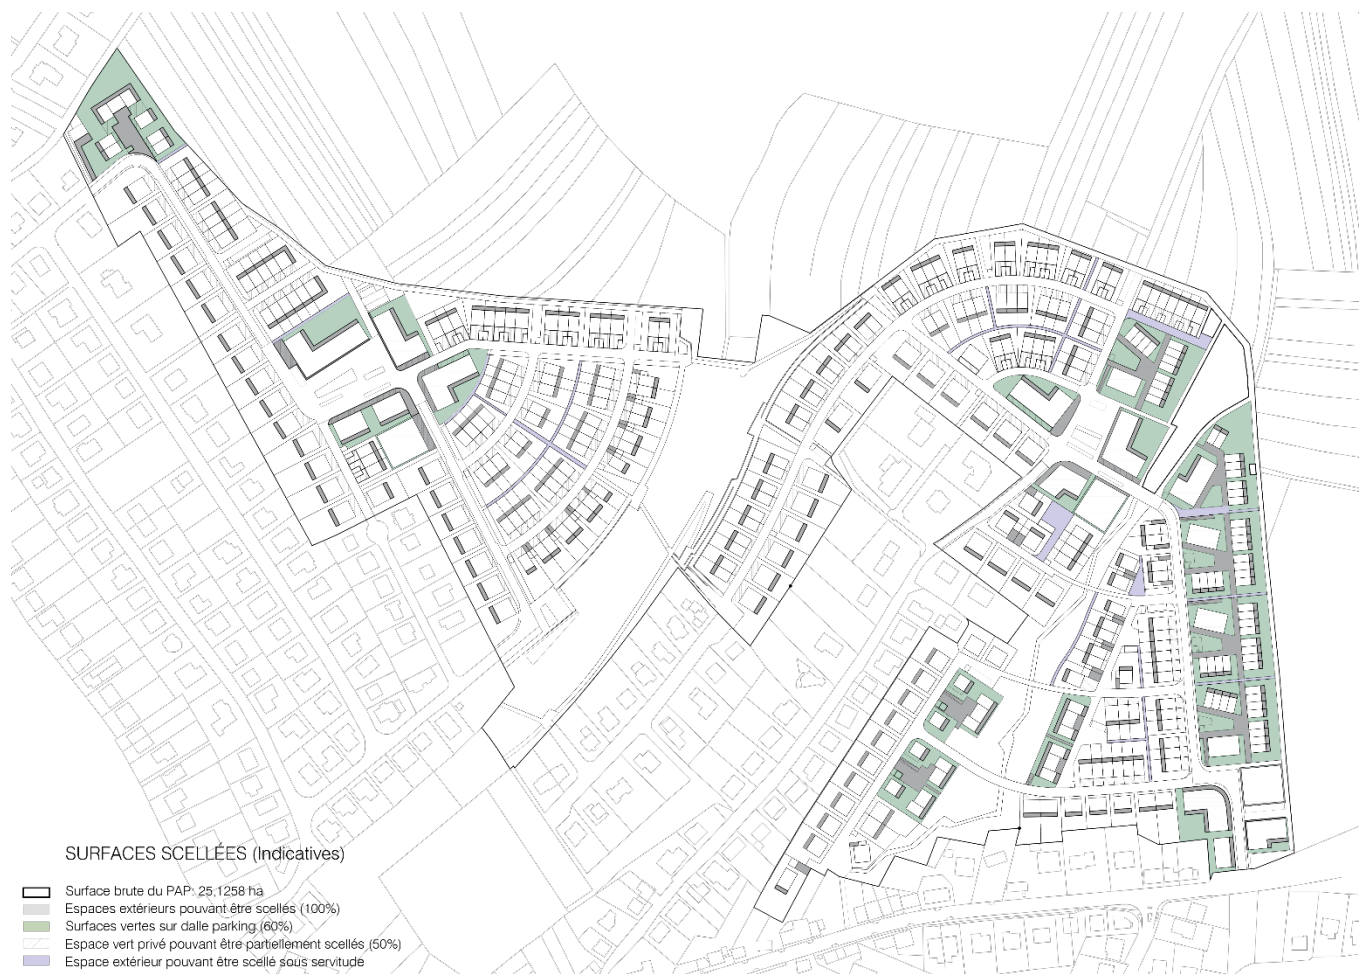 SURFACES SCELLÉES (Indicatives)
Surface brute du PAP: 25,1258 ha
Espaces extérieurs pouvant être scellés (100%)
Surfaces vertes sur dalle parking (60%)
Espace vert privé pouvant être partiellement scellés (50%)
Espace extérieur pouvant être scellé sous servitude